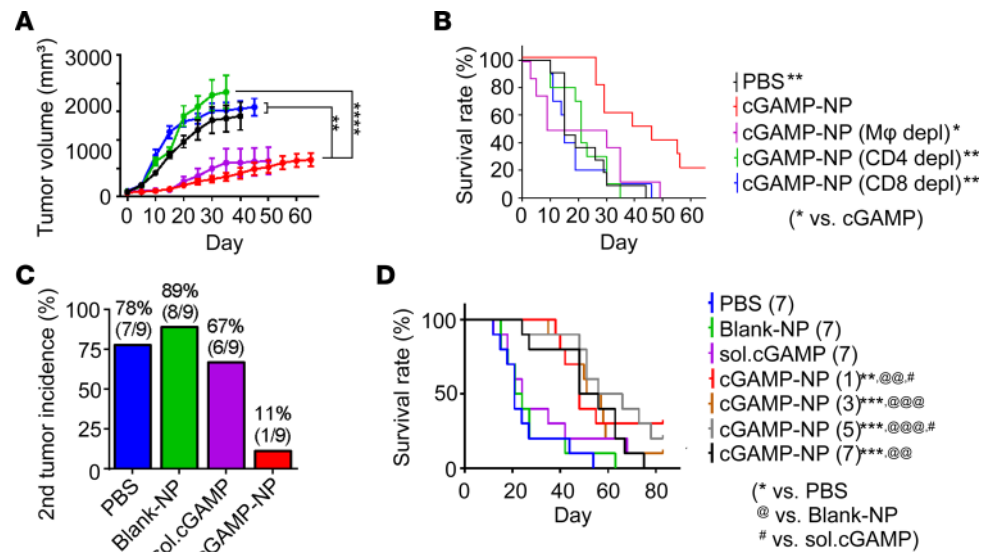 A
Tumor volume (mm³)
3000
2000
1000
0
0 10 20 30 40 50 60
Day
****
**
B
Survival rate (%)
100
80
60
40
20
0
0 10 20 30 40 50 60
Day
PBS**
cGAMP-NP
cGAMP-NP (Mφ depl)*
cGAMP-NP (CD4 depl)**
cGAMP-NP (CD8 depl)**
(* vs. cGAMP)
C
2nd tumor incidence (%)
100
75
50
25
0
78%
(7/9)
89%
(8/9)
67%
(6/9)
11%
(1/9)
PBS
Blank-NP
sol.cGAMP
cGAMP-NP
D
Survival rate (%)
100
50
0
0 20 40 60 80
Day
PBS (7)
Blank-NP (7)
sol.cGAMP (7)
cGAMP-NP (1)**,@@,#
cGAMP-NP (3)***,@@@
cGAMP-NP (5)***,@@@,#
cGAMP-NP (7)***,@@
(* vs. PBS
@ vs. Blank-NP
# vs. sol.cGAMP)